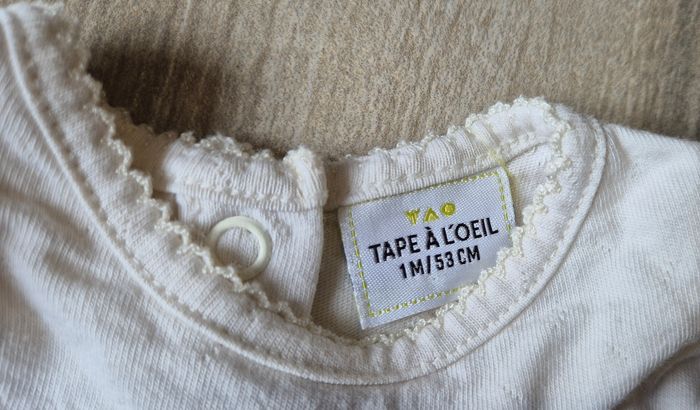 TAO
TAPE À L'OEIL
1M/53CM